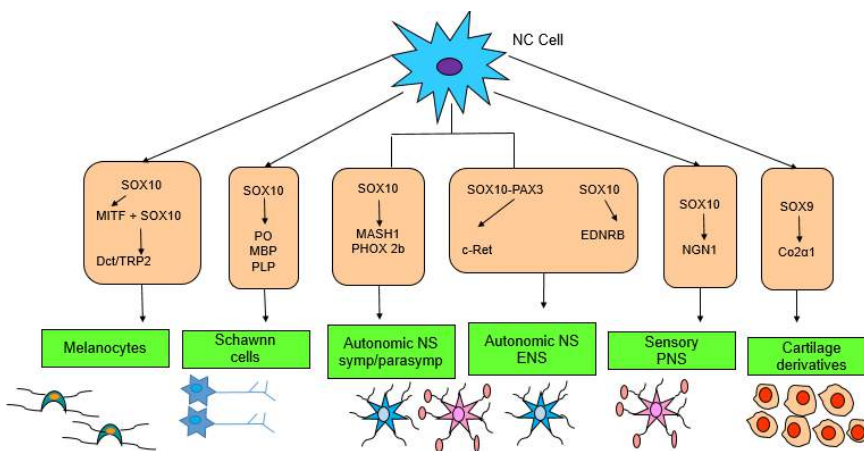 NC Cell
SOX10
MITF + SOX10
Dct/TRP2
SOX10
PO
MBP
PLP
SOX10
MASH1
PHOX 2b
SOX10-PAX3
SOX10
c-Ret
EDNRB
SOX10
NGN1
SOX9
Co2α1
Melanocytes
Schawnn
cells
Autonomic NS
symp/parasymp
Autonomic NS
ENS
Sensory
PNS
Cartilage
derivatives